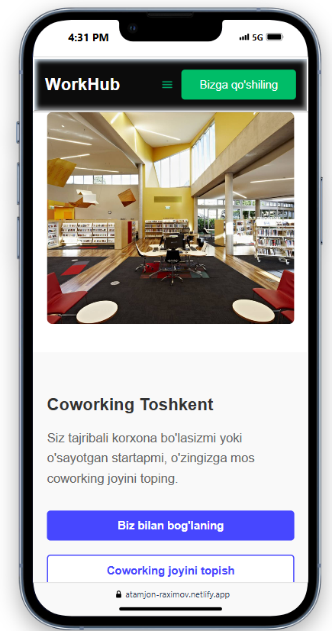 4:31 PM
5G
WorkHub
Bizga qo'shiling
Coworking Toshkent
Siz tajribali korxona bo'lasizmi yoki
o'sayotgan startapmi, o'zingizga mos
coworking joyini toping.
Biz bilan bog'laning
Coworking joyini topish
atamjon-raximov.netlify.app